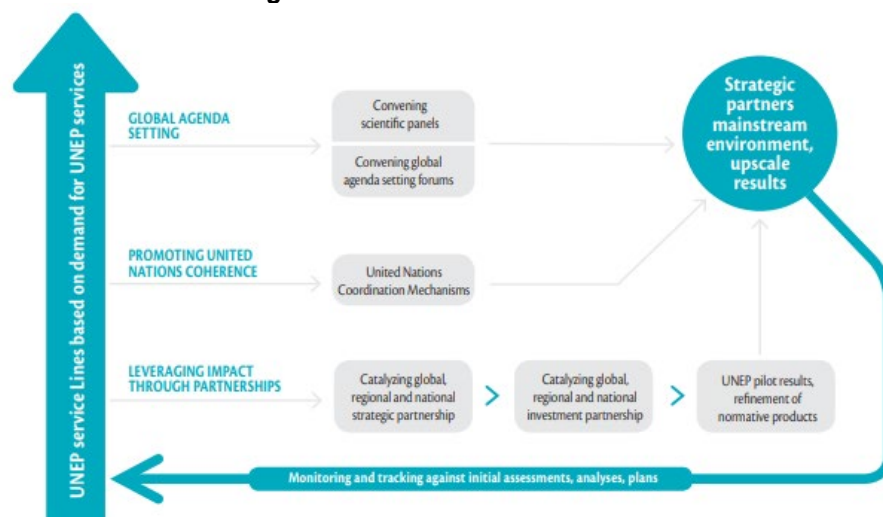 UNEP service Lines based on demand for UNEP services
GLOBAL AGENDA
SETTING
Convening
scientific panels
Convening global
agenda setting forums
Strategic
partners
mainstream
environment,
upscale
results
PROMOTING UNITED
NATIONS COHERENCE
United Nations
Coordination Mechanisms
LEVERAGING IMPACT
THROUGH PARTNERSHIPS
Catalyzing global,
regional and national
strategic partnership
>
Catalyzing global,
regional and national
investment partnership
>
UNEP pilot results,
refinement of
normative products
Monitoring and tracking against initial assessments, analyses, plans